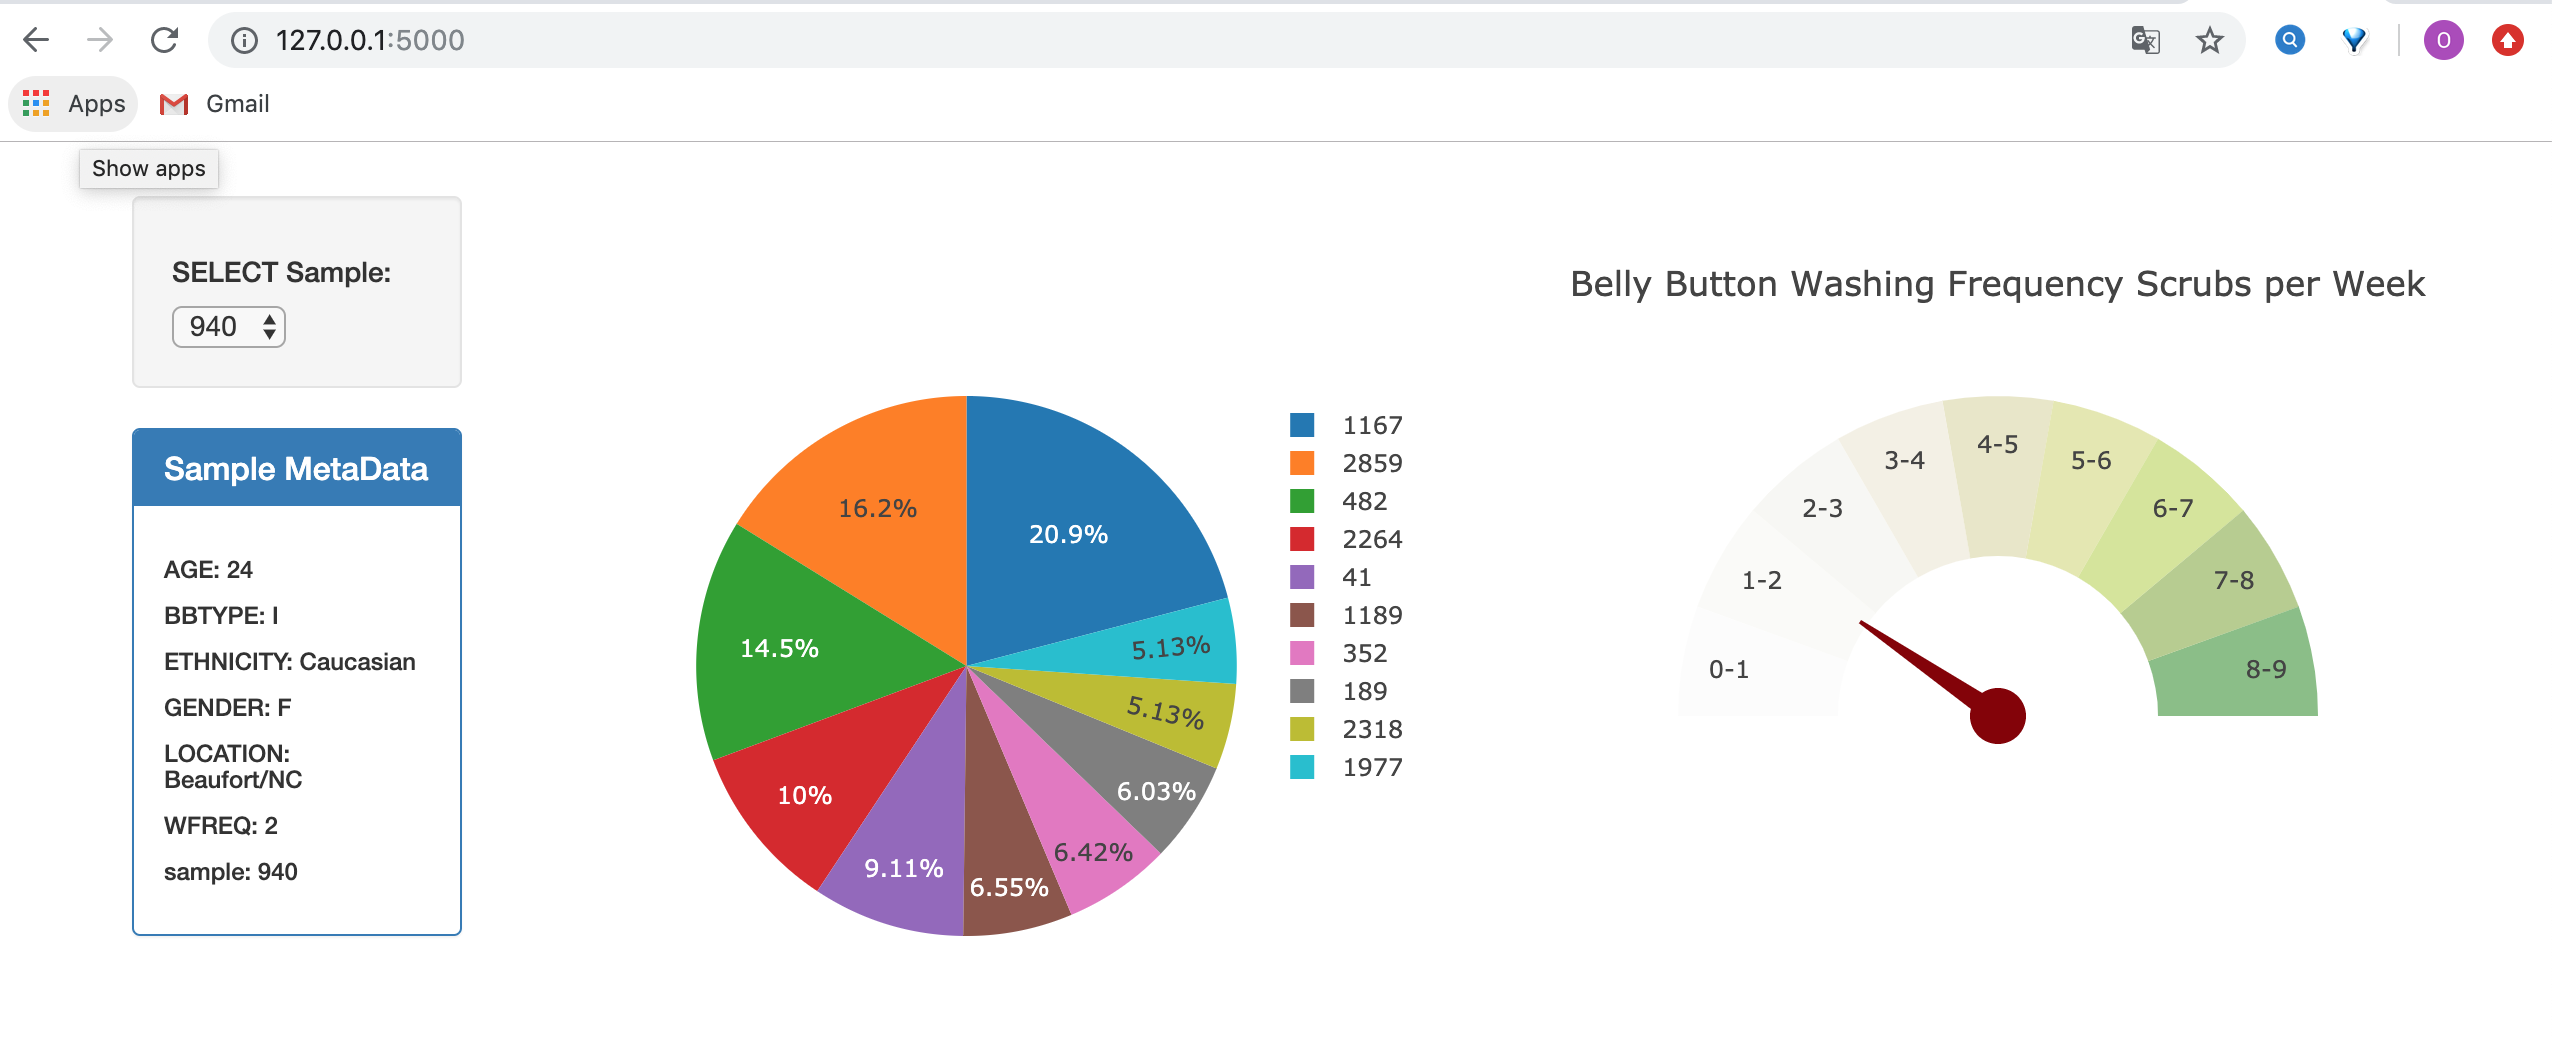 127.0.0.1:5000
Apps
Gmail
Show apps
SELECT Sample:
940
Sample MetaData
AGE: 24
BBTYPE: I
ETHNICITY: Caucasian
GENDER: F
LOCATION:
Beaufort/NC
WFREQ: 2
sample: 940
16.2%
20.9%
14.5%
5.13%
5.13%
10%
6.03%
9.11%
6.55%
6.42%
1167
2859
482
2264
41
1189
352
189
2318
1977
Belly Button Washing Frequency Scrubs per Week
0-1
1-2
2-3
3-4
4-5
5-6
6-7
7-8
8-9
O